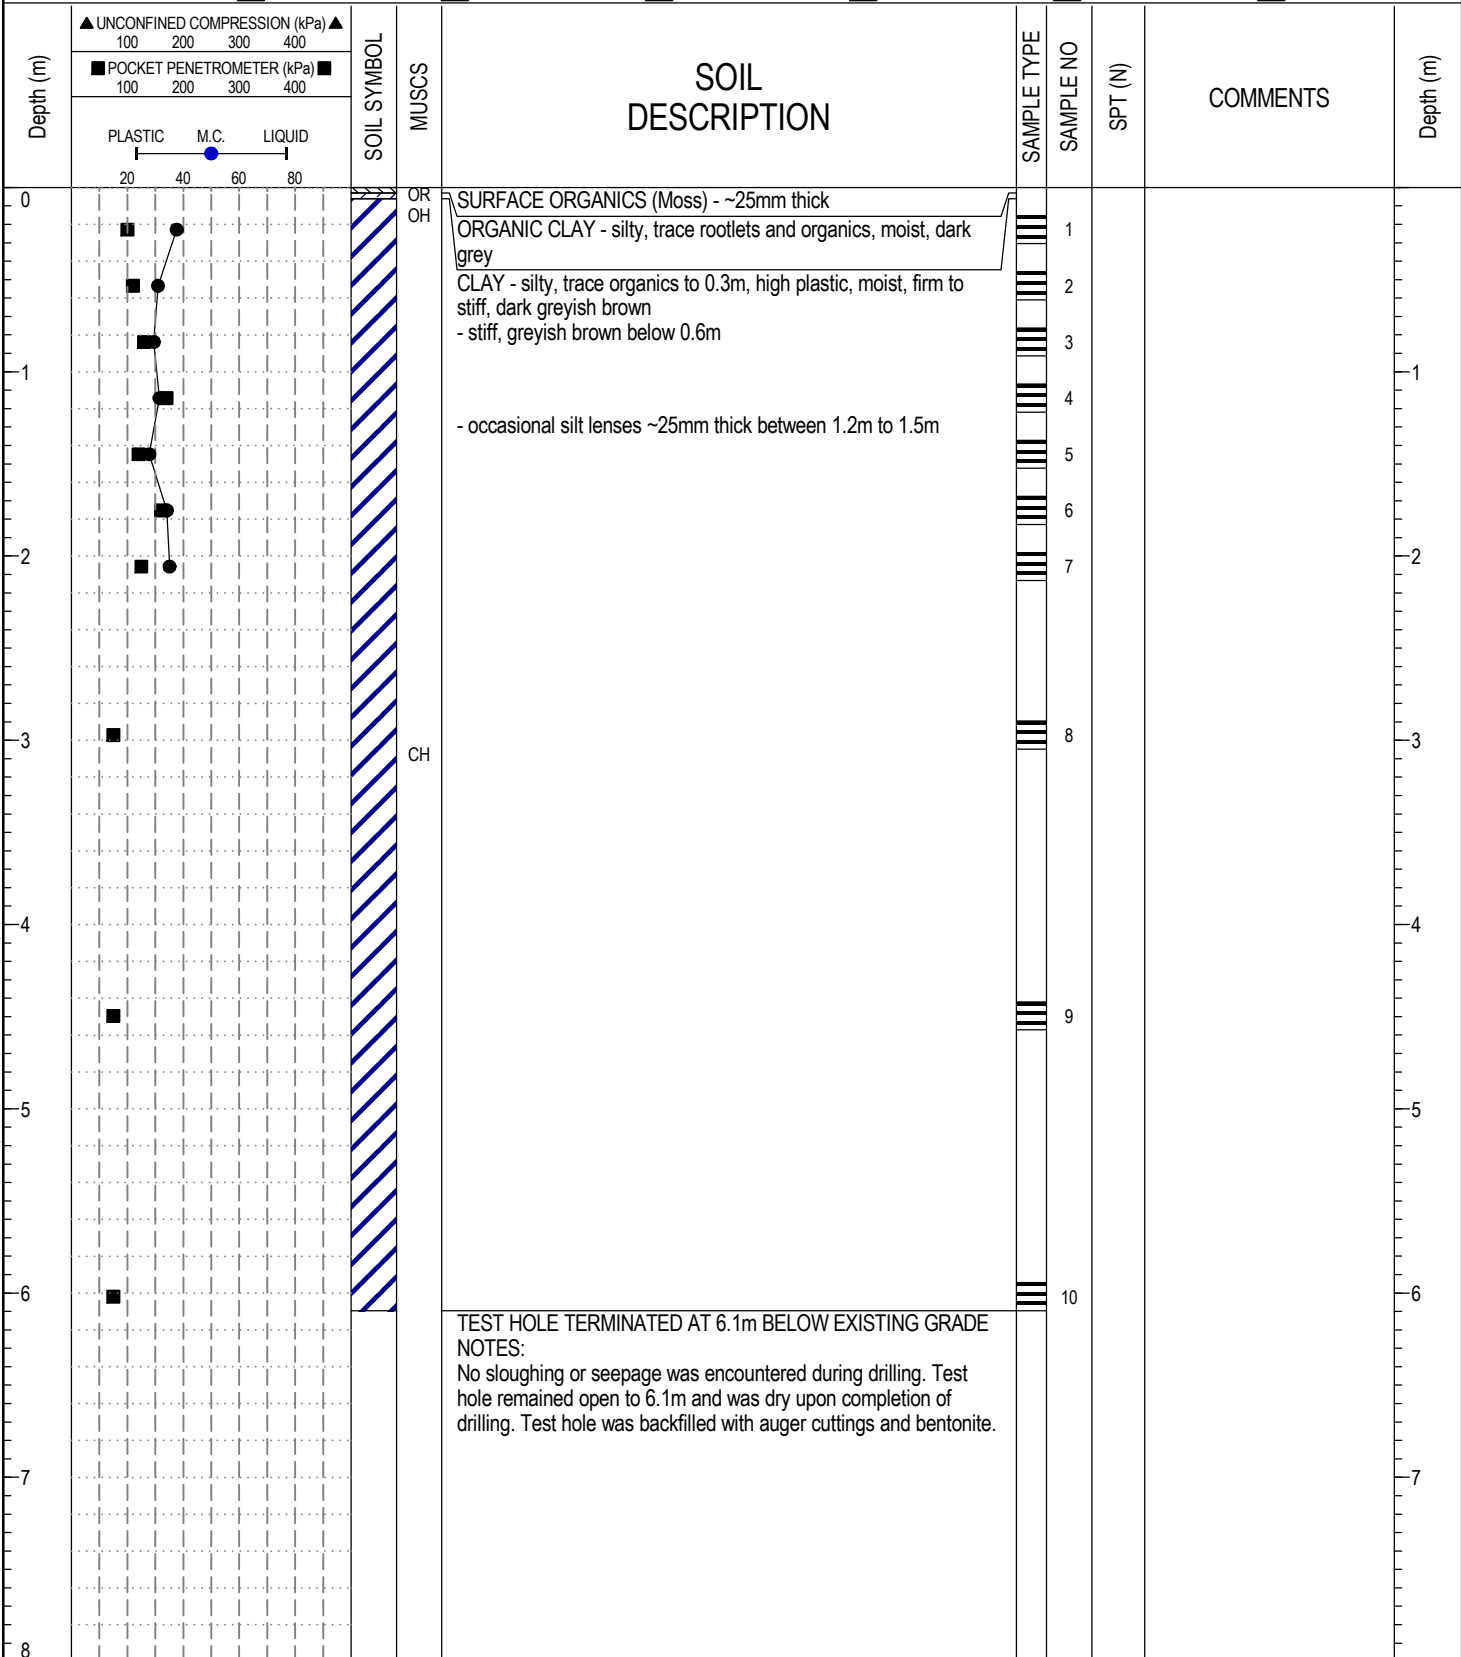 ▲ UNCONFINED COMPRESSION (kPa) ▲
100 200 300 400
■ POCKET PENETROMETER (kPa) ■
100 200 300 400
PLASTIC M.C. LIQUID
20 40 60 80
Depth (m)
SOIL SYMBOL
MUSCS
SOIL
DESCRIPTION
SAMPLE TYPE
SAMPLE NO
SPT (N)
COMMENTS
Depth (m)
0
OR
SURFACE ORGANICS (Moss) - ~25mm thick
OH
ORGANIC CLAY - silty, trace rootlets and organics, moist, dark
grey
1
CLAY - silty, trace organics to 0.3m, high plastic, moist, firm to
stiff, dark greyish brown
2
- stiff, greyish brown below 0.6m
3
1
4
1
- occasional silt lenses ~25mm thick between 1.2m to 1.5m
5
6
2
7
2
3
CH
8
3
4
4
9
5
5
6
10
6
TEST HOLE TERMINATED AT 6.1m BELOW EXISTING GRADE
NOTES:
No sloughing or seepage was encountered during drilling. Test
hole remained open to 6.1m and was dry upon completion of
drilling. Test hole was backfilled with auger cuttings and bentonite.
7
7
8